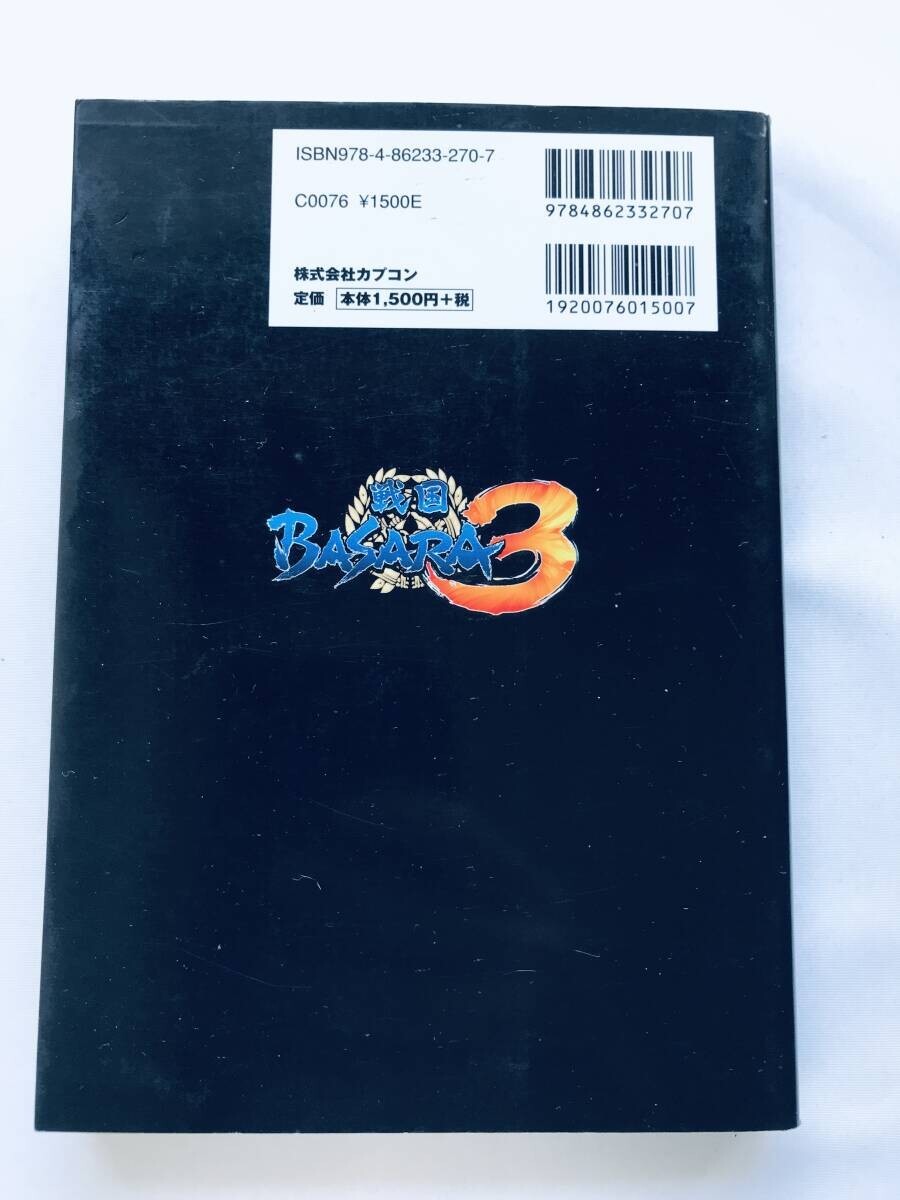 ISBN978-4-86233-270-7
C0076 ¥1500E
株式会社カプコン
定価 本体1,500円+税
9784862332707
1920076015007
戦国
BASARA3